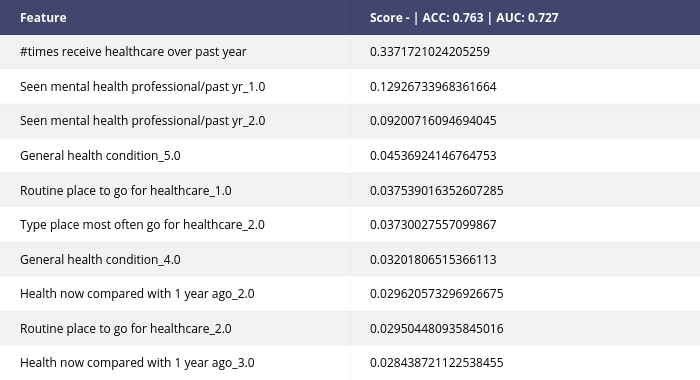 Feature Score - | ACC: 0.763 | AUC: 0.727
#times receive healthcare over past year 0.3371721024205259
Seen mental health professional/past yr_1.0 0.12926733968361664
Seen mental health professional/past yr_2.0 0.09200716094694045
General health condition_5.0 0.04536924146764753
Routine place to go for healthcare_1.0 0.037539016352607285
Type place most often go for healthcare_2.0 0.03730027557099867
General health condition_4.0 0.03201806515366113
Health now compared with 1 year ago_2.0 0.029620573296926675
Routine place to go for healthcare_2.0 0.029504480935845016
Health now compared with 1 year ago_3.0 0.028438721122538455